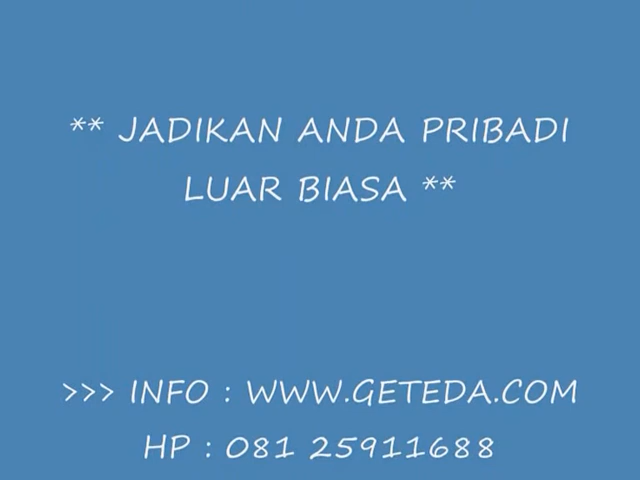 ** JADIKAN ANDA PRIBADI
LUAR BIASA **
>>> INFO : WWW.GETEDA.COM
HP : 081 25911688